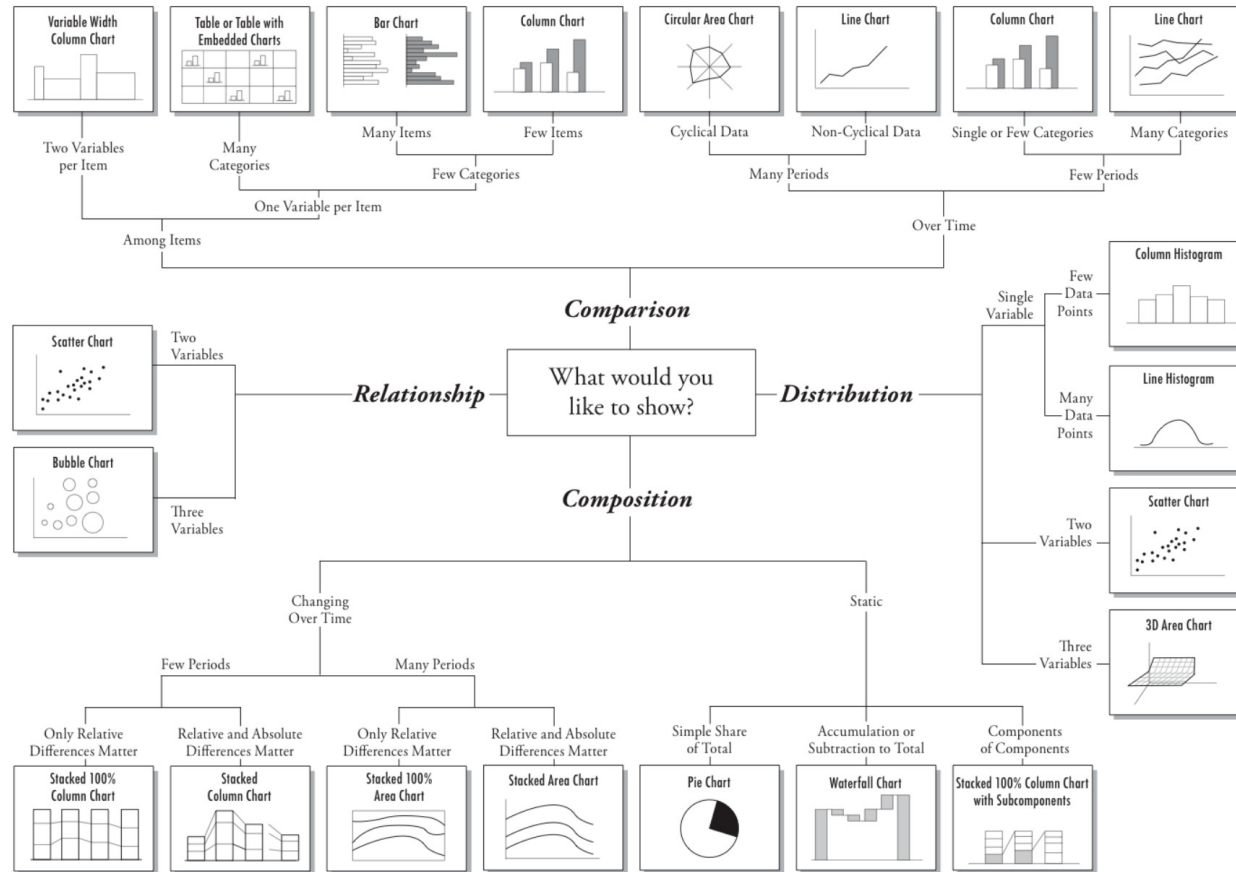 Variable Width
Column Chart
Table or Table with
Embedded Charts
Bar Chart
Column Chart
Circular Area Chart
Line Chart
Column Chart
Line Chart
Two Variables
per Item
Many
Categories
Many Items
Few Items
Cyclical Data
Non-Cyclical Data
Single or Few Categories
Many Categories
Few Categories
Many Periods
Few Periods
One Variable per Item
Over Time
Among Items
Comparison
What would you
like to show?
Relationship
Two
Variables
Scatter Chart
Three
Variables
Bubble Chart
Distribution
Single
Variable
Few
Data
Points
Column Histogram
Many
Data
Points
Line Histogram
Two
Variables
Scatter Chart
Three
Variables
3D Area Chart
Composition
Changing
Over Time
Static
Few Periods
Many Periods
Only Relative
Differences Matter
Relative and Absolute
Differences Matter
Only Relative
Differences Matter
Relative and Absolute
Differences Matter
Simple Share
of Total
Accumulation or
Subtraction to Total
Components
of Components
Stacked 100%
Column Chart
Stacked
Column Chart
Stacked 100%
Area Chart
Stacked Area Chart
Pie Chart
Waterfall Chart
Stacked 100% Column Chart
with Subcomponents